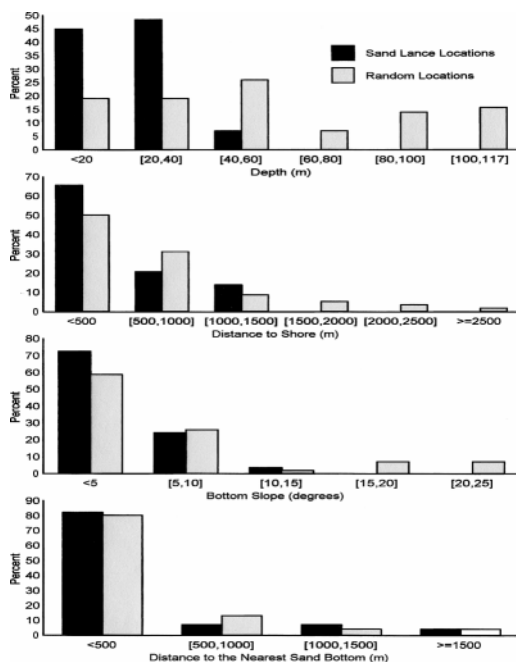 50
45
40
35
30
25
20
15
10
5
0
Percent
Sand Lance Locations
Random Locations
<20 [20,40] [40,60] [60,80] [80,100] [100,117]
Depth (m)
70
60
50
40
30
20
10
0
Percent
<500 [500,1000] [1000,1500] [1500,2000] [2000,2500] >=2500
Distance to Shore (m)
80
70
60
50
40
30
20
10
0
Percent
<5 [5,10] [10,15] [15,20] [20,25]
Bottom Slope (degrees)
90
80
70
60
50
40
30
20
10
0
Percent
<500 [500,1000] [1000,1500] >=1500
Distance to the Nearest Sand Bottom (m)